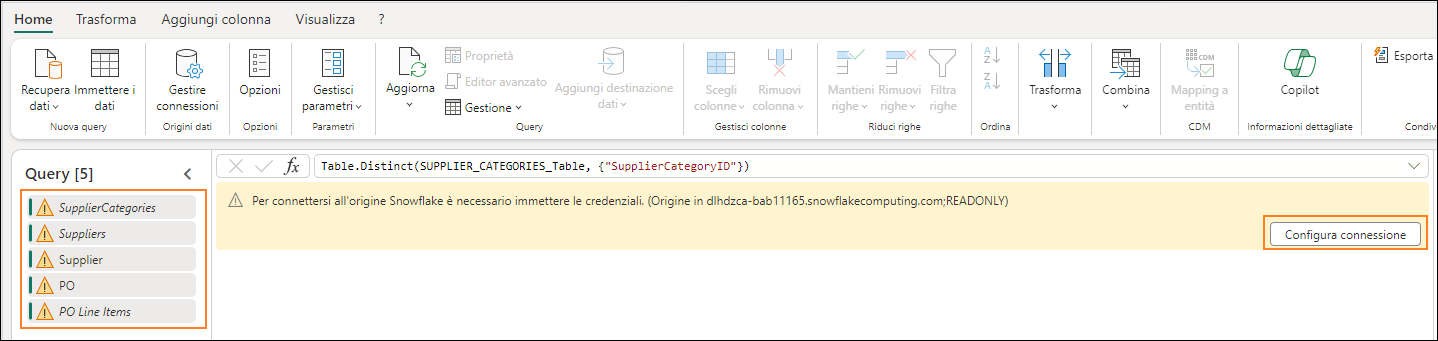 Home Trasforma Aggiungi colonna Visualizza ?
Recupera dati
Immettere i dati
Nuova query
Gestire connessioni
Origini dati
Opzioni
Opzioni
Gestisci parametri
Parametri
Aggiorna
Proprietà
Editor avanzato
Gestione
Aggiungi destinazione dati
Query
Scegli colonne
Rimuovi colonna
Gestisci colonne
Mantieni righe
Rimuovi righe
Filtra righe
Riduci righe
A
Z
Z
A
Ordina
Trasforma
Combina
CDM
Mapping a entità
CDM
Copilot
Informazioni dettagliate
Esporta
Condiv
Query [5]
SupplierCategories
Suppliers
Supplier
PO
PO Line Items
fx
Table.Distinct(SUPPLIER_CATEGORIES_Table, {"SupplierCategoryID"})
Per connettersi all'origine Snowflake è necessario immettere le credenziali. (Origine in dlhdzca-bab11165.snowflakecomputing.com;READONLY)
Configura connessione